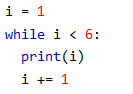 i = 1
while i < 6:
  print(i)
  i += 1